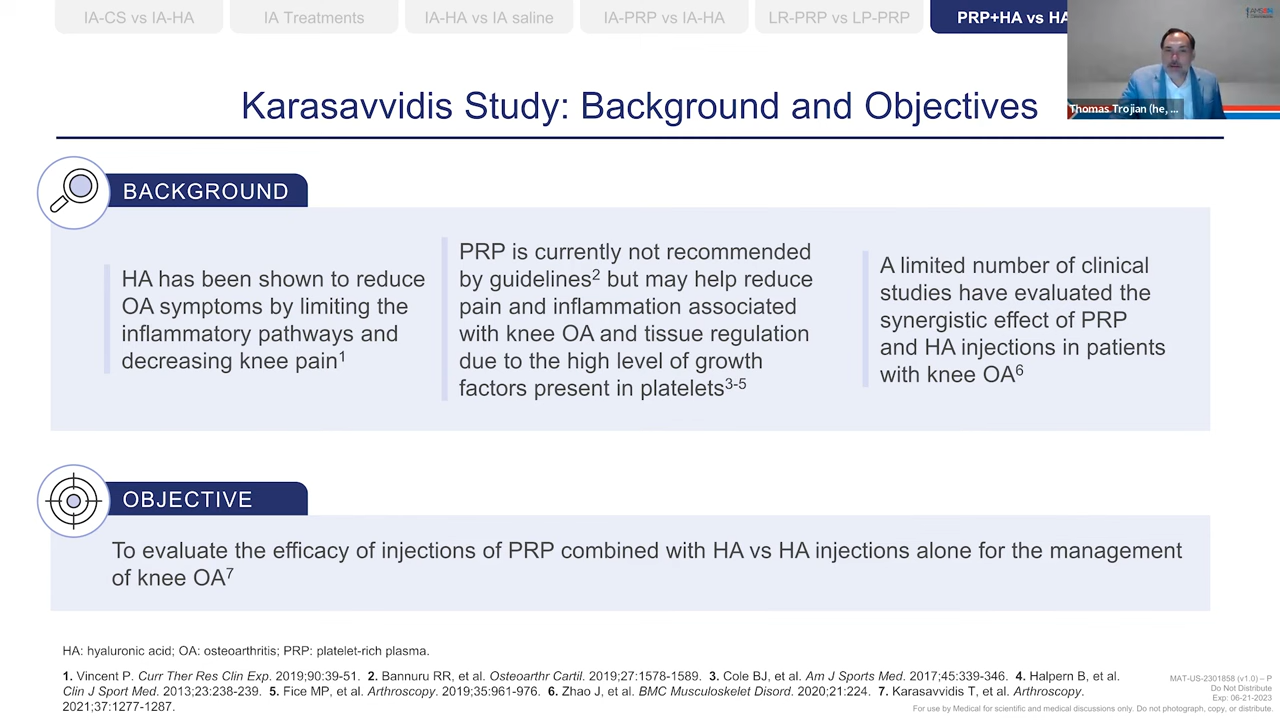 IA-CS vs IA-HA
IA Treatments
IA-HA vs IA saline
IA-PRP vs IA-HA
LR-PRP vs LP-PRP
PRP+HA vs HA
Thomas Trojian (he, ...
Karasavvidis Study: Background and Objectives
BACKGROUND
HA has been shown to reduce
OA symptoms by limiting the
inflammatory pathways and
decreasing knee pain1
PRP is currently not recommended
by guidelines2 but may help reduce
pain and inflammation associated
with knee OA and tissue regulation
due to the high level of growth
factors present in platelets3-5
A limited number of clinical
studies have evaluated the
synergistic effect of PRP
and HA injections in patients
with knee OA6
OBJECTIVE
To evaluate the efficacy of injections of PRP combined with HA vs HA injections alone for the management
of knee OA7
HA: hyaluronic acid; OA: osteoarthritis; PRP: platelet-rich plasma.
1. Vincent P. Curr Ther Res Clin Exp. 2019;90:39-51. 2. Bannuru RR, et al. Osteoarthr Cartil. 2019;27:1578-1589. 3. Cole BJ, et al. Am J Sports Med. 2017;45:339-346. 4. Halpern B, et al.
Clin J Sport Med. 2013;23:238-239. 5. Fice MP, et al. Arthroscopy. 2019;35:961-976. 6. Zhao J, et al. BMC Musculoskelet Disord. 2020;21:224. 7. Karasavvidis T, et al. Arthroscopy.
2021;37:1277-1287.
MAT-US-2301858 (v1.0) – P
Do Not Distribute
Exp: 06-21-2023
For use by Medical for scientific and medical discussions only. Do not photograph, copy, or distribute.